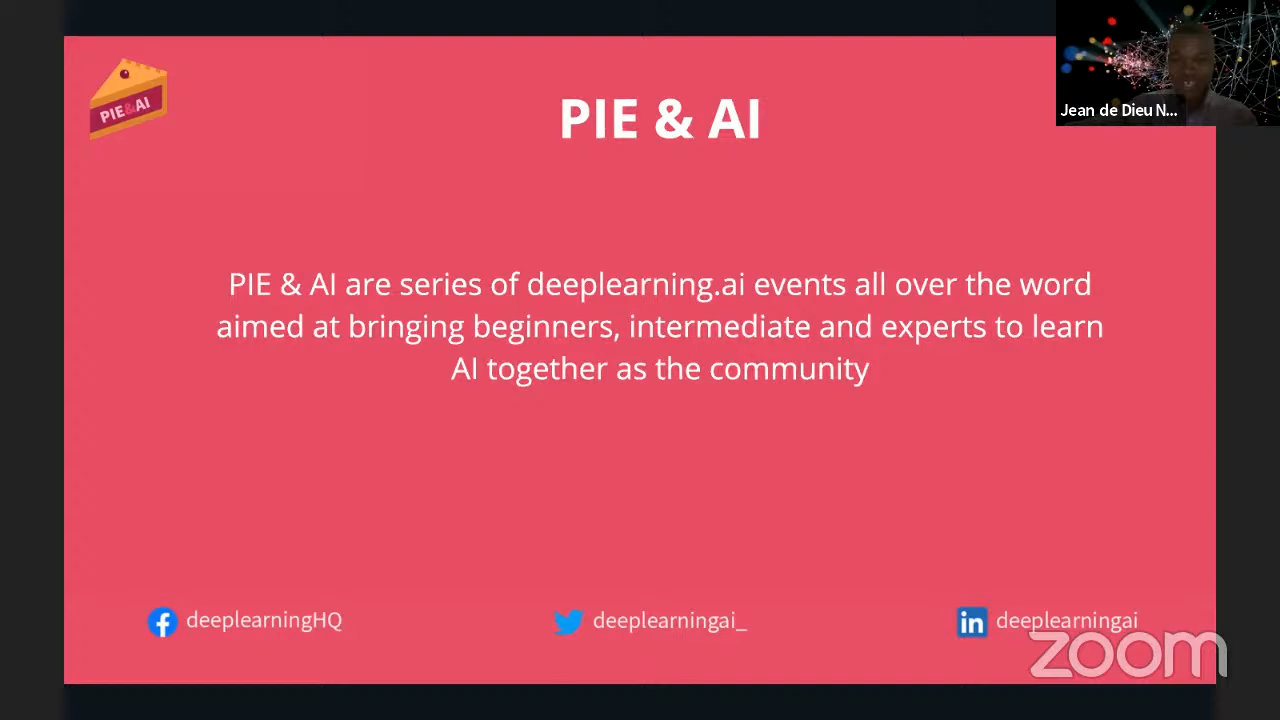 PIE&AI
PIE & AI
Jean de Dieu N...
PIE & AI are series of deeplearning.ai events all over the word
aimed at bringing beginners, intermediate and experts to learn
AI together as the community
deeplearningHQ
deeplearningai_
in deeplearningai
zoom